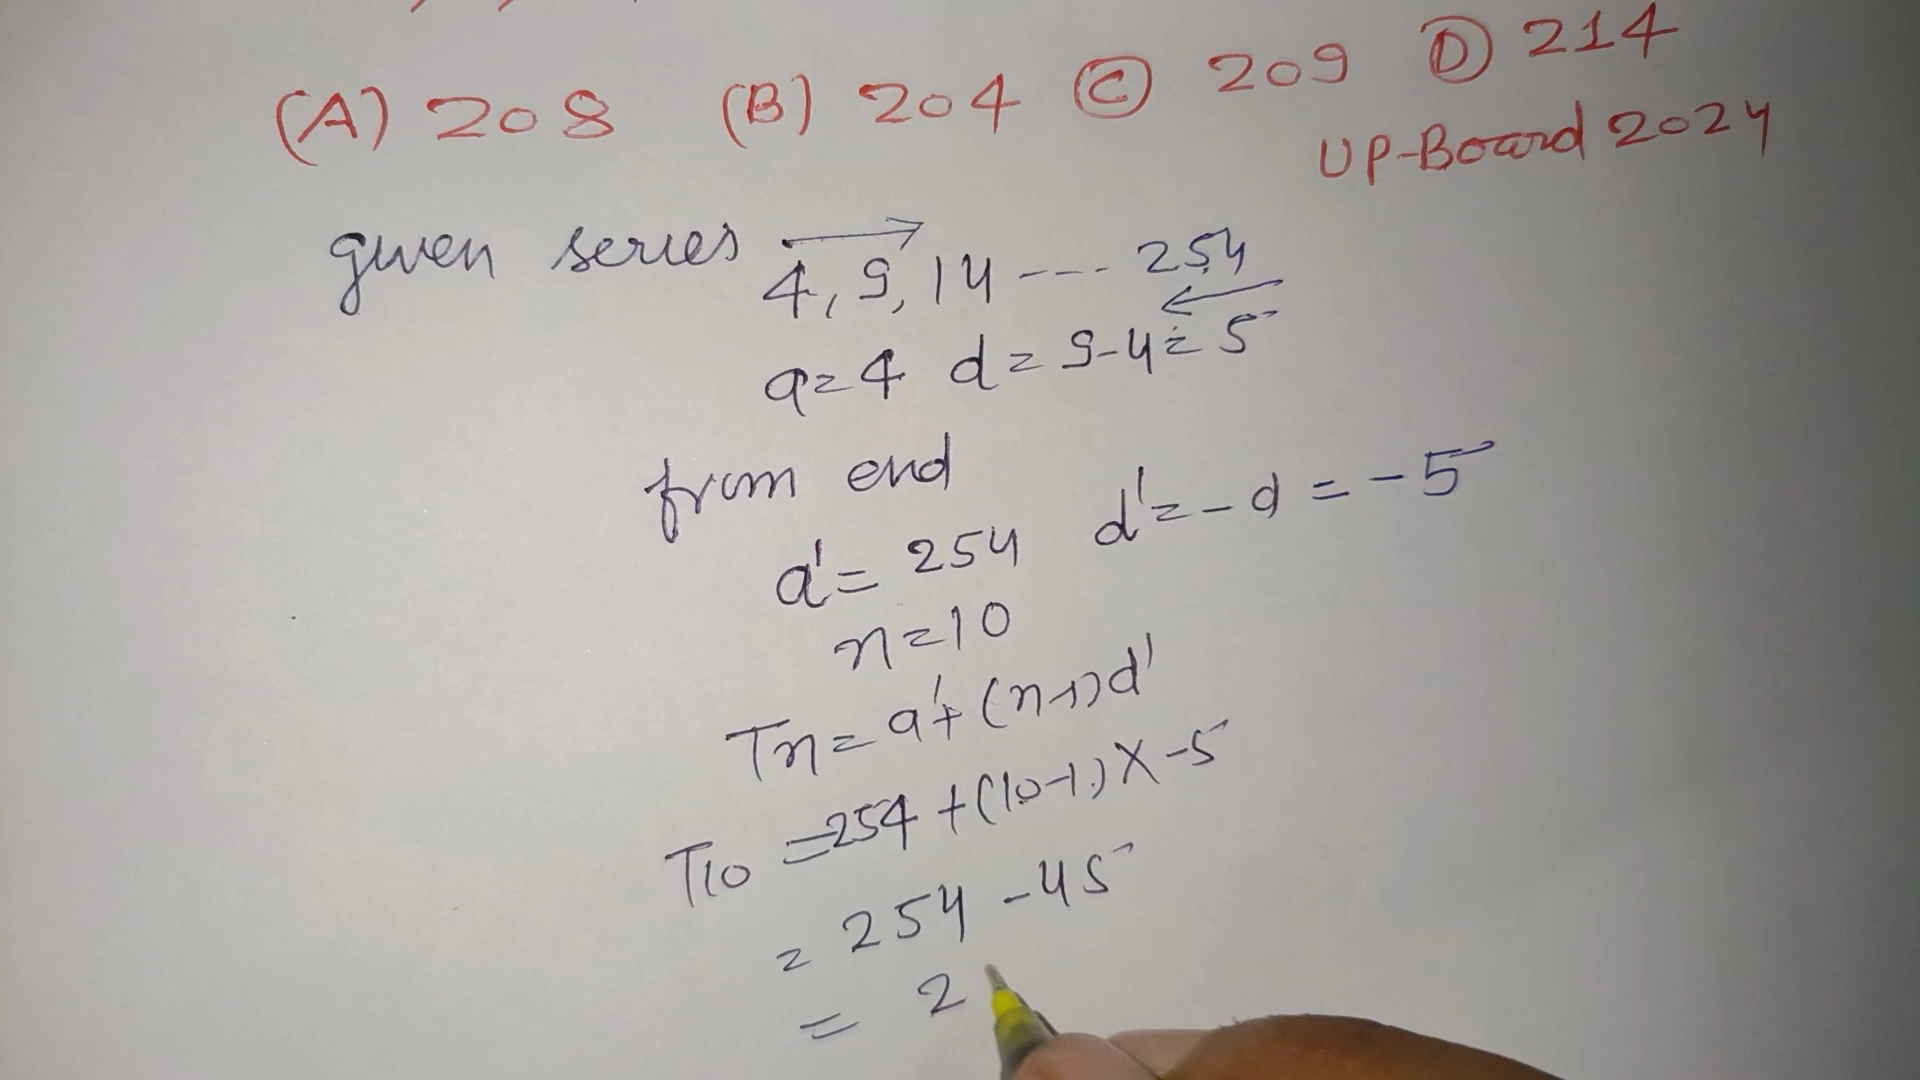 (A) 208 (B) 204 (C) 209 (D) 214
UP-Board 2024
given series 4, 9, 14 ---- 254
a=4 d=9-4=5
from end
a'=254 d'=-d=-5
n=10
Tn=a'+(n-1)d'
T10=254+(10-1)×-5
=254-45
=2